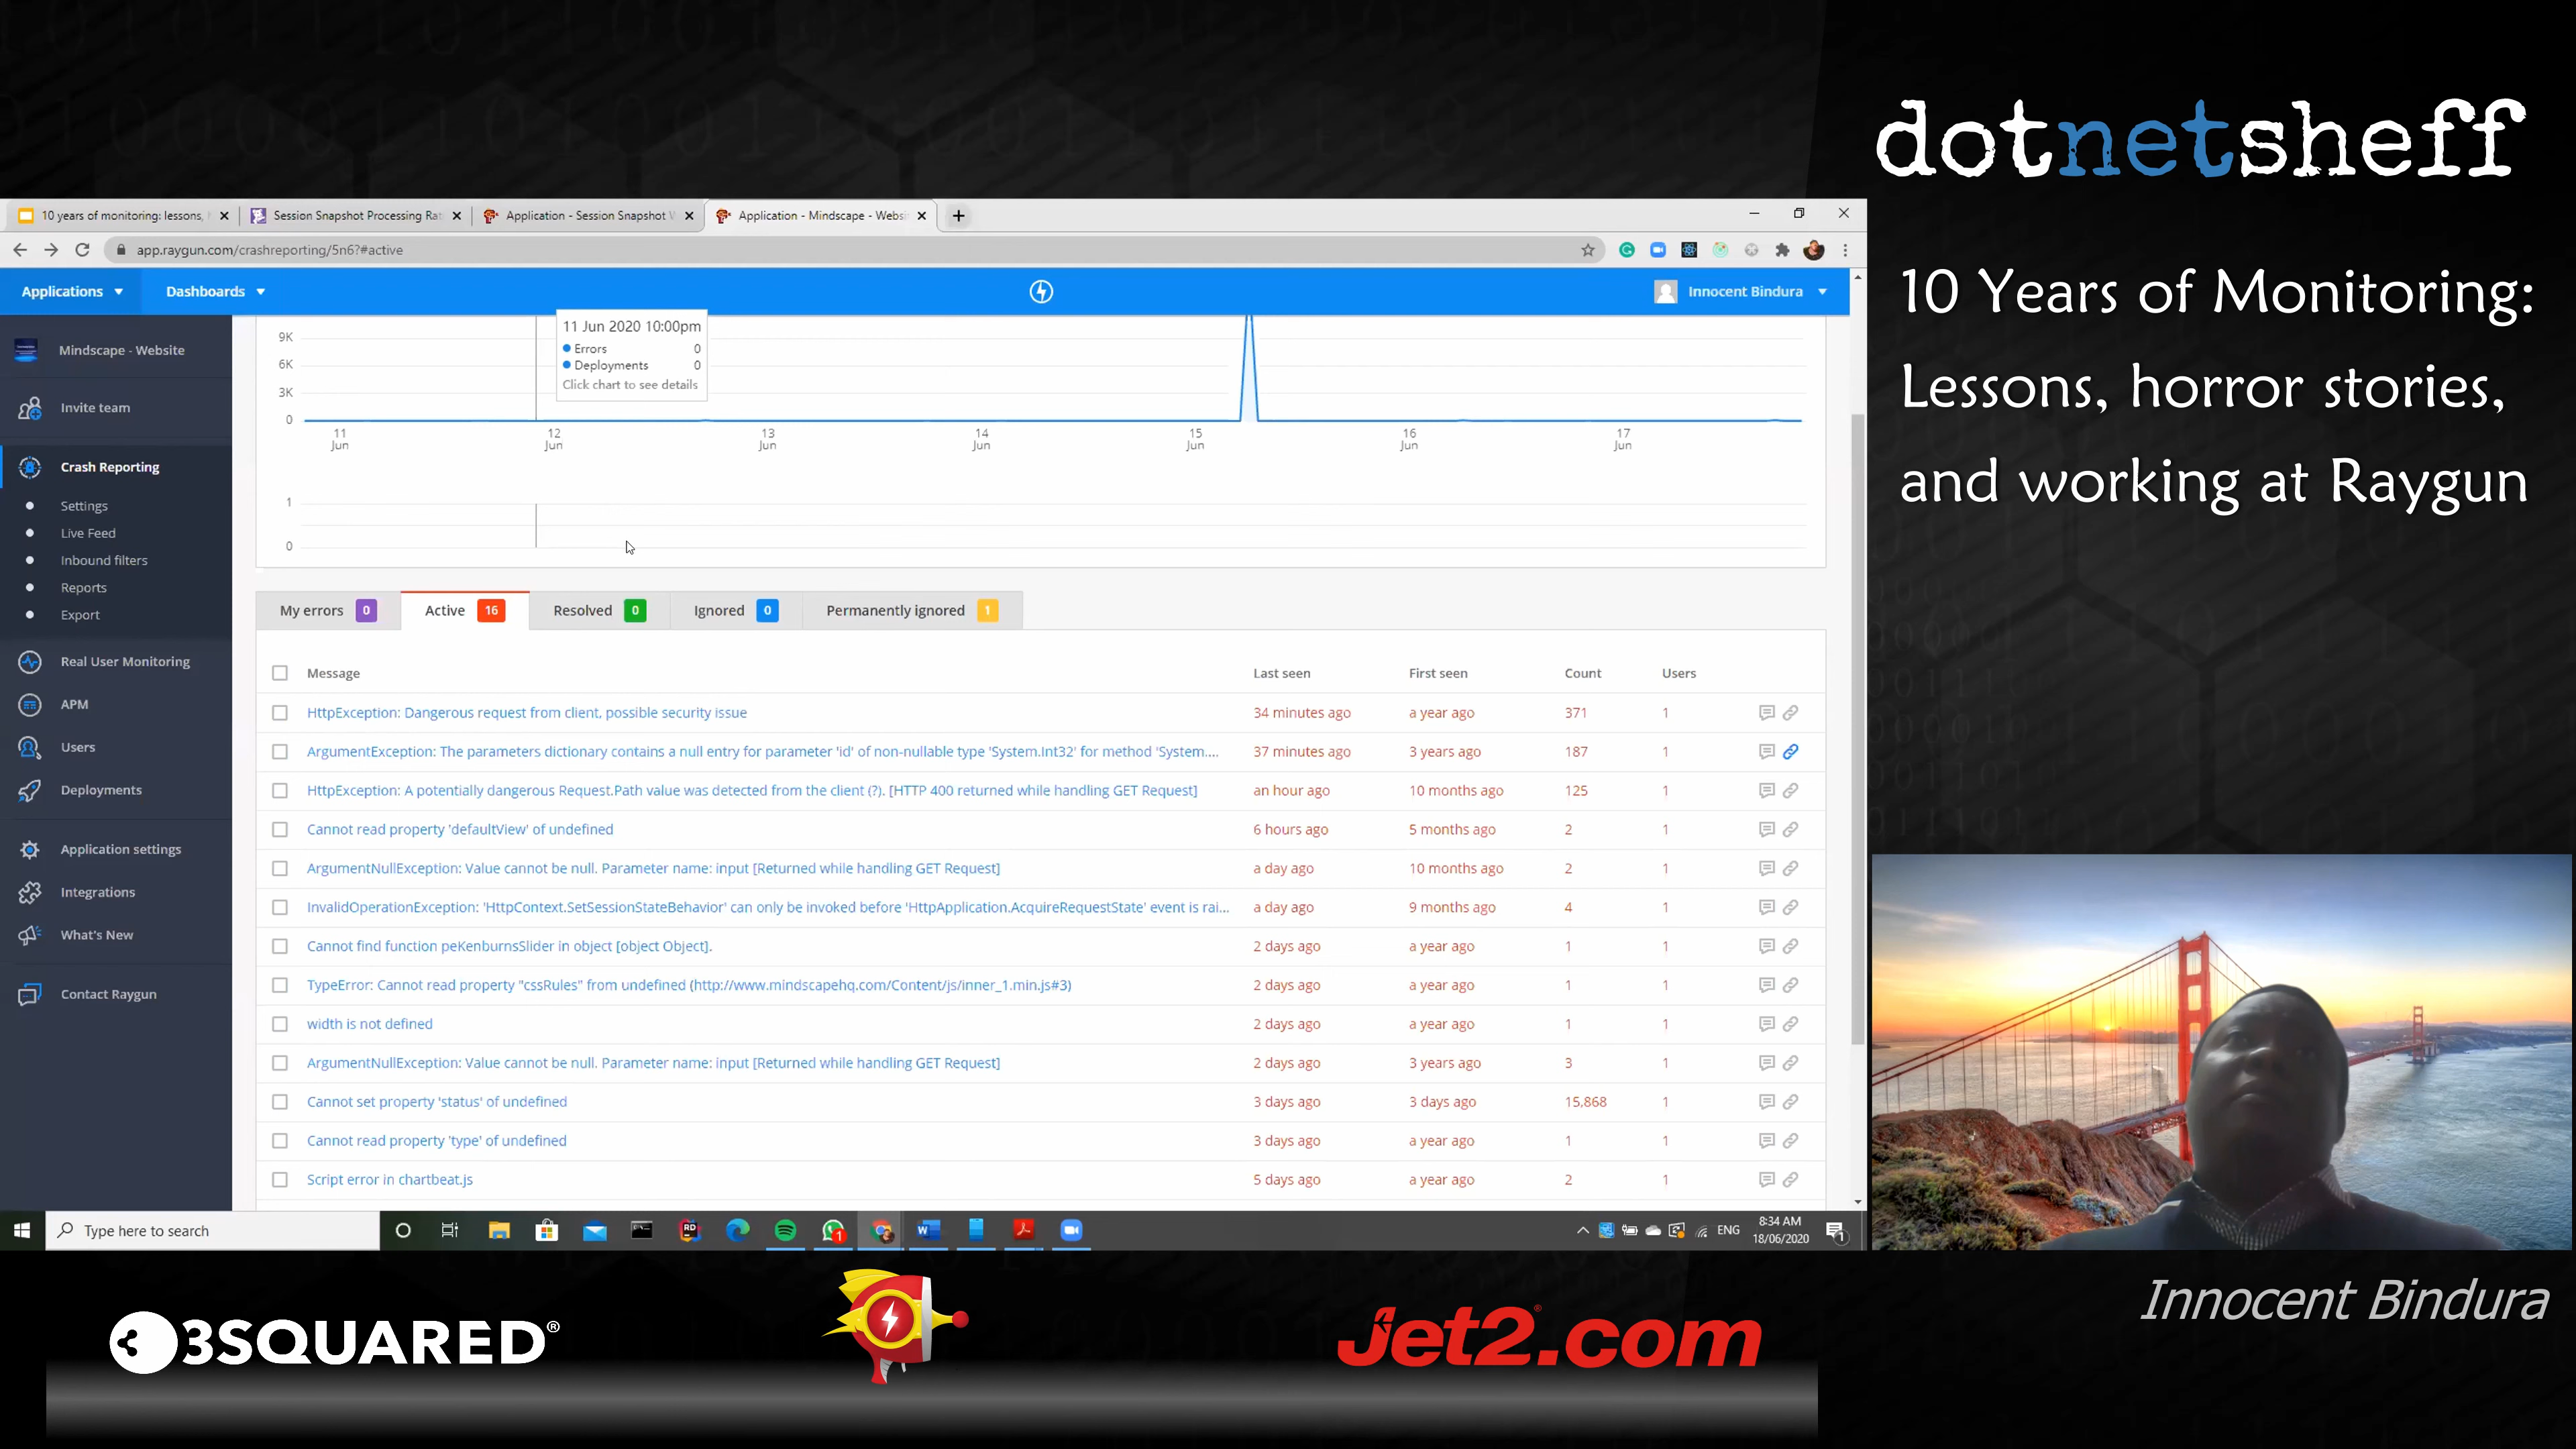 dotnetsheff
10 Years of Monitoring:
Lessons, horror stories,
and working at Raygun
10 years of monitoring: lessons,
Session Snapshot Processing Rat
Application - Session Snapshot W
Application - Mindscape - Websi
app.raygun.com/crashreporting/5n6?#active
Applications
Dashboards
Innocent Bindura
Mindscape - Website
Invite team
Crash Reporting
Settings
Live Feed
Inbound filters
Reports
Export
Real User Monitoring
APM
Users
Deployments
Application settings
Integrations
What's New
Contact Raygun
11 Jun 2020 10:00pm
Errors 0
Deployments 0
Click chart to see details
9K
6K
3K
0
11 Jun
12 Jun
13 Jun
14 Jun
15 Jun
16 Jun
17 Jun
1
0
My errors 0 Active 16 Resolved 0 Ignored 0 Permanently ignored 1
Message Last seen First seen Count Users
HttpException: Dangerous request from client, possible security issue 34 minutes ago a year ago 371 1
ArgumentException: The parameters dictionary contains a null entry for parameter 'id' of non-nullable type 'System.Int32' for method 'System.... 37 minutes ago 3 years ago 187 1
HttpException: A potentially dangerous Request.Path value was detected from the client (?). [HTTP 400 returned while handling GET Request] an hour ago 10 months ago 125 1
Cannot read property 'defaultView' of undefined 6 hours ago 5 months ago 2 1
ArgumentNullException: Value cannot be null. Parameter name: input [Returned while handling GET Request] a day ago 10 months ago 2 1
InvalidOperationException: 'HttpContext.SetSessionStateBehavior' can only be invoked before 'HttpApplication.AcquireRequestState' event is rai... a day ago 9 months ago 4 1
Cannot find function peKenburnsSlider in object [object Object]. 2 days ago a year ago 1 1
TypeError: Cannot read property "cssRules" from undefined (http://www.mindscapehq.com/Content/js/inner_1.min.js#3) 2 days ago a year ago 1 1
width is not defined 2 days ago a year ago 1 1
ArgumentNullException: Value cannot be null. Parameter name: input [Returned while handling GET Request] 2 days ago 3 years ago 3 1
Cannot set property 'status' of undefined 3 days ago 3 days ago 15,868 1
Cannot read property 'type' of undefined 3 days ago a year ago 1 1
Script error in chartbeat.js 5 days ago a year ago 2 1
Type here to search
RD
1
ENG
8:34 AM
18/06/2020
1
3SQUARED®
Jet2.com®
Innocent Bindura